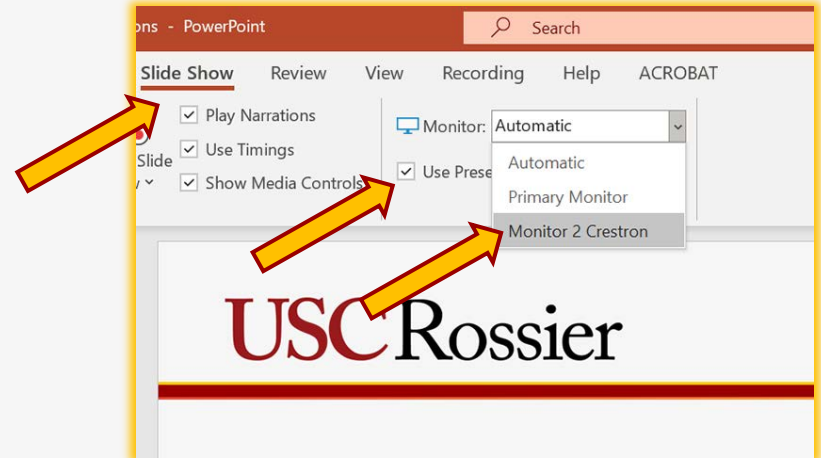 ons - PowerPoint
Search
Slide Show Review View Recording Help ACROBAT
Play Narrations
Slide
Use Timings
Show Media Controls
Monitor: Automatic
Use Prese
Automatic
Primary Monitor
Monitor 2 Crestron
USC Rossier